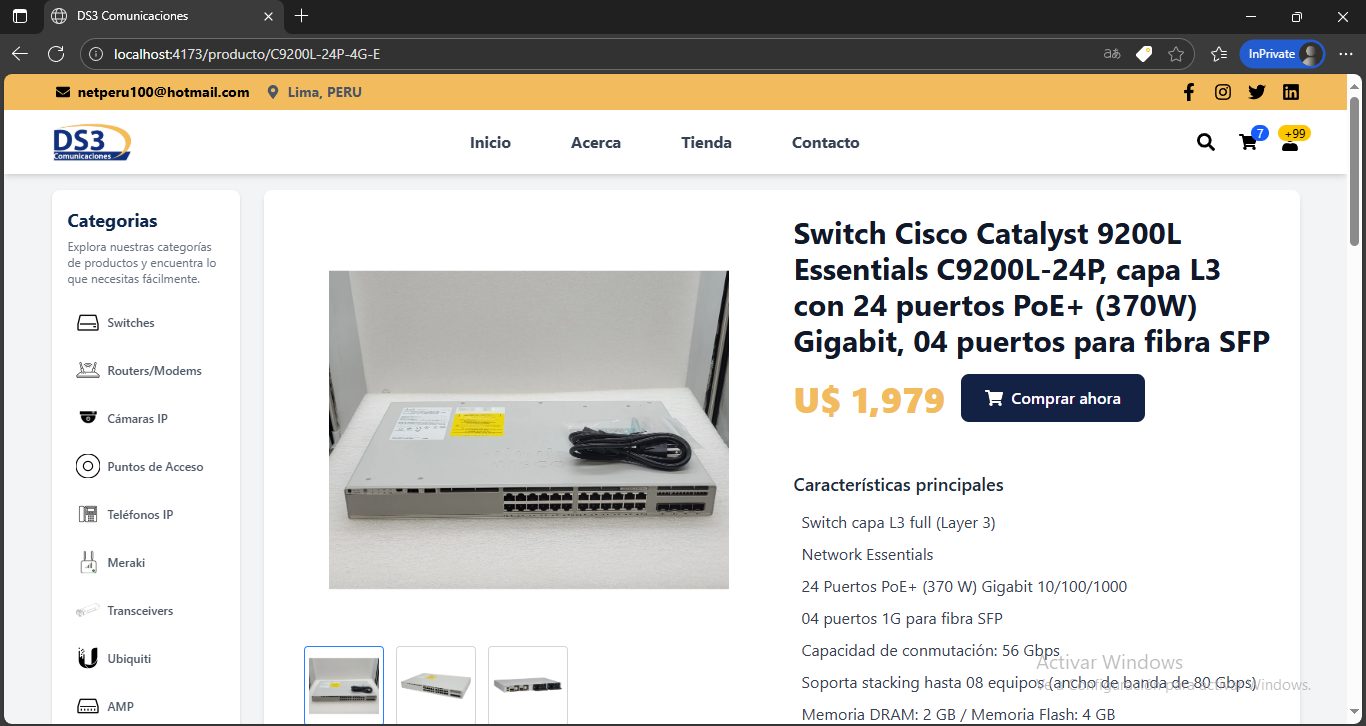 DS3 Comunicaciones
localhost:4173/producto/C9200L-24P-4G-E
InPrivate
netperu100@hotmail.com
Lima, PERU
DS3
Comunicaciones
Inicio
Acerca
Tienda
Contacto
7
+99
Categorias
Explora nuestras categorías
de productos y encuentra lo
que necesitas fácilmente.
Switches
Routers/Modems
Cámaras IP
Puntos de Acceso
Teléfonos IP
Meraki
Transceivers
Ubiquiti
AMP
Switch Cisco Catalyst 9200L
Essentials C9200L-24P, capa L3
con 24 puertos PoE+ (370W)
Gigabit, 04 puertos para fibra SFP
U$ 1,979
Comprar ahora
Características principales
Switch capa L3 full (Layer 3)
Network Essentials
24 Puertos PoE+ (370 W) Gigabit 10/100/1000
04 puertos 1G para fibra SFP
Capacidad de conmutación: 56 Gbps
Soporta stacking hasta 08 equipos (ancho de banda de 80 Gbps)
Memoria DRAM: 2 GB / Memoria Flash: 4 GB
Activar Windows
Ve a Configuración para activar Windows.